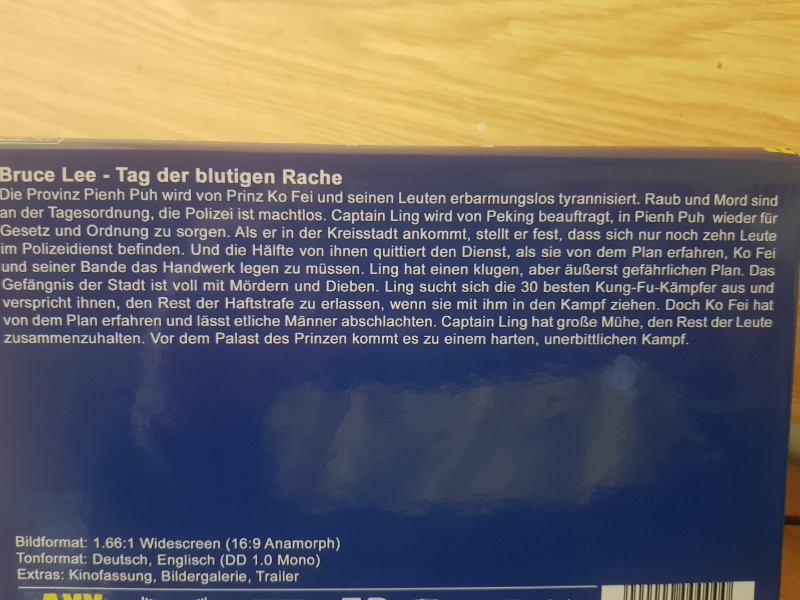 Bruce Lee - Tag der blutigen Rache
Die Provinz Pienh Puh wird von Prinz Ko Fei und seinen Leuten erbarmungslos tyrannisiert. Raub und Mord sind
an der Tagesordnung, die Polizei ist machtlos. Captain Ling wird von Peking beauftragt, in Pienh Puh wieder für
Gesetz und Ordnung zu sorgen. Als er in der Kreisstadt ankommt, stellt er fest, dass sich nur noch zehn Leute
im Polizeidienst befinden. Und die Hälfte von ihnen quittiert den Dienst, als sie von dem Plan erfahren, Ko Fei
und seiner Bande das Handwerk legen zu müssen. Ling hat einen klugen, aber äußerst gefährlichen Plan. Das
Gefängnis der Stadt ist voll mit Mördern und Dieben. Ling sucht sich die 30 besten Kung-Fu-Kämpfer aus und
verspricht ihnen, den Rest der Haftstrafe zu erlassen, wenn sie mit ihm in den Kampf ziehen. Doch Ko Fei hat
von dem Plan erfahren und lässt etliche Männer abschlachten. Captain Ling hat große Mühe, den Rest der Leute
zusammenzuhalten. Vor dem Palast des Prinzen kommt es zu einem harten, unerbittlichen Kampf.
Bildformat: 1.66:1 Widescreen (16:9 Anamorph)
Tonformat: Deutsch, Englisch (DD 1.0 Mono)
Extras: Kinofassung, Bildergalerie, Trailer